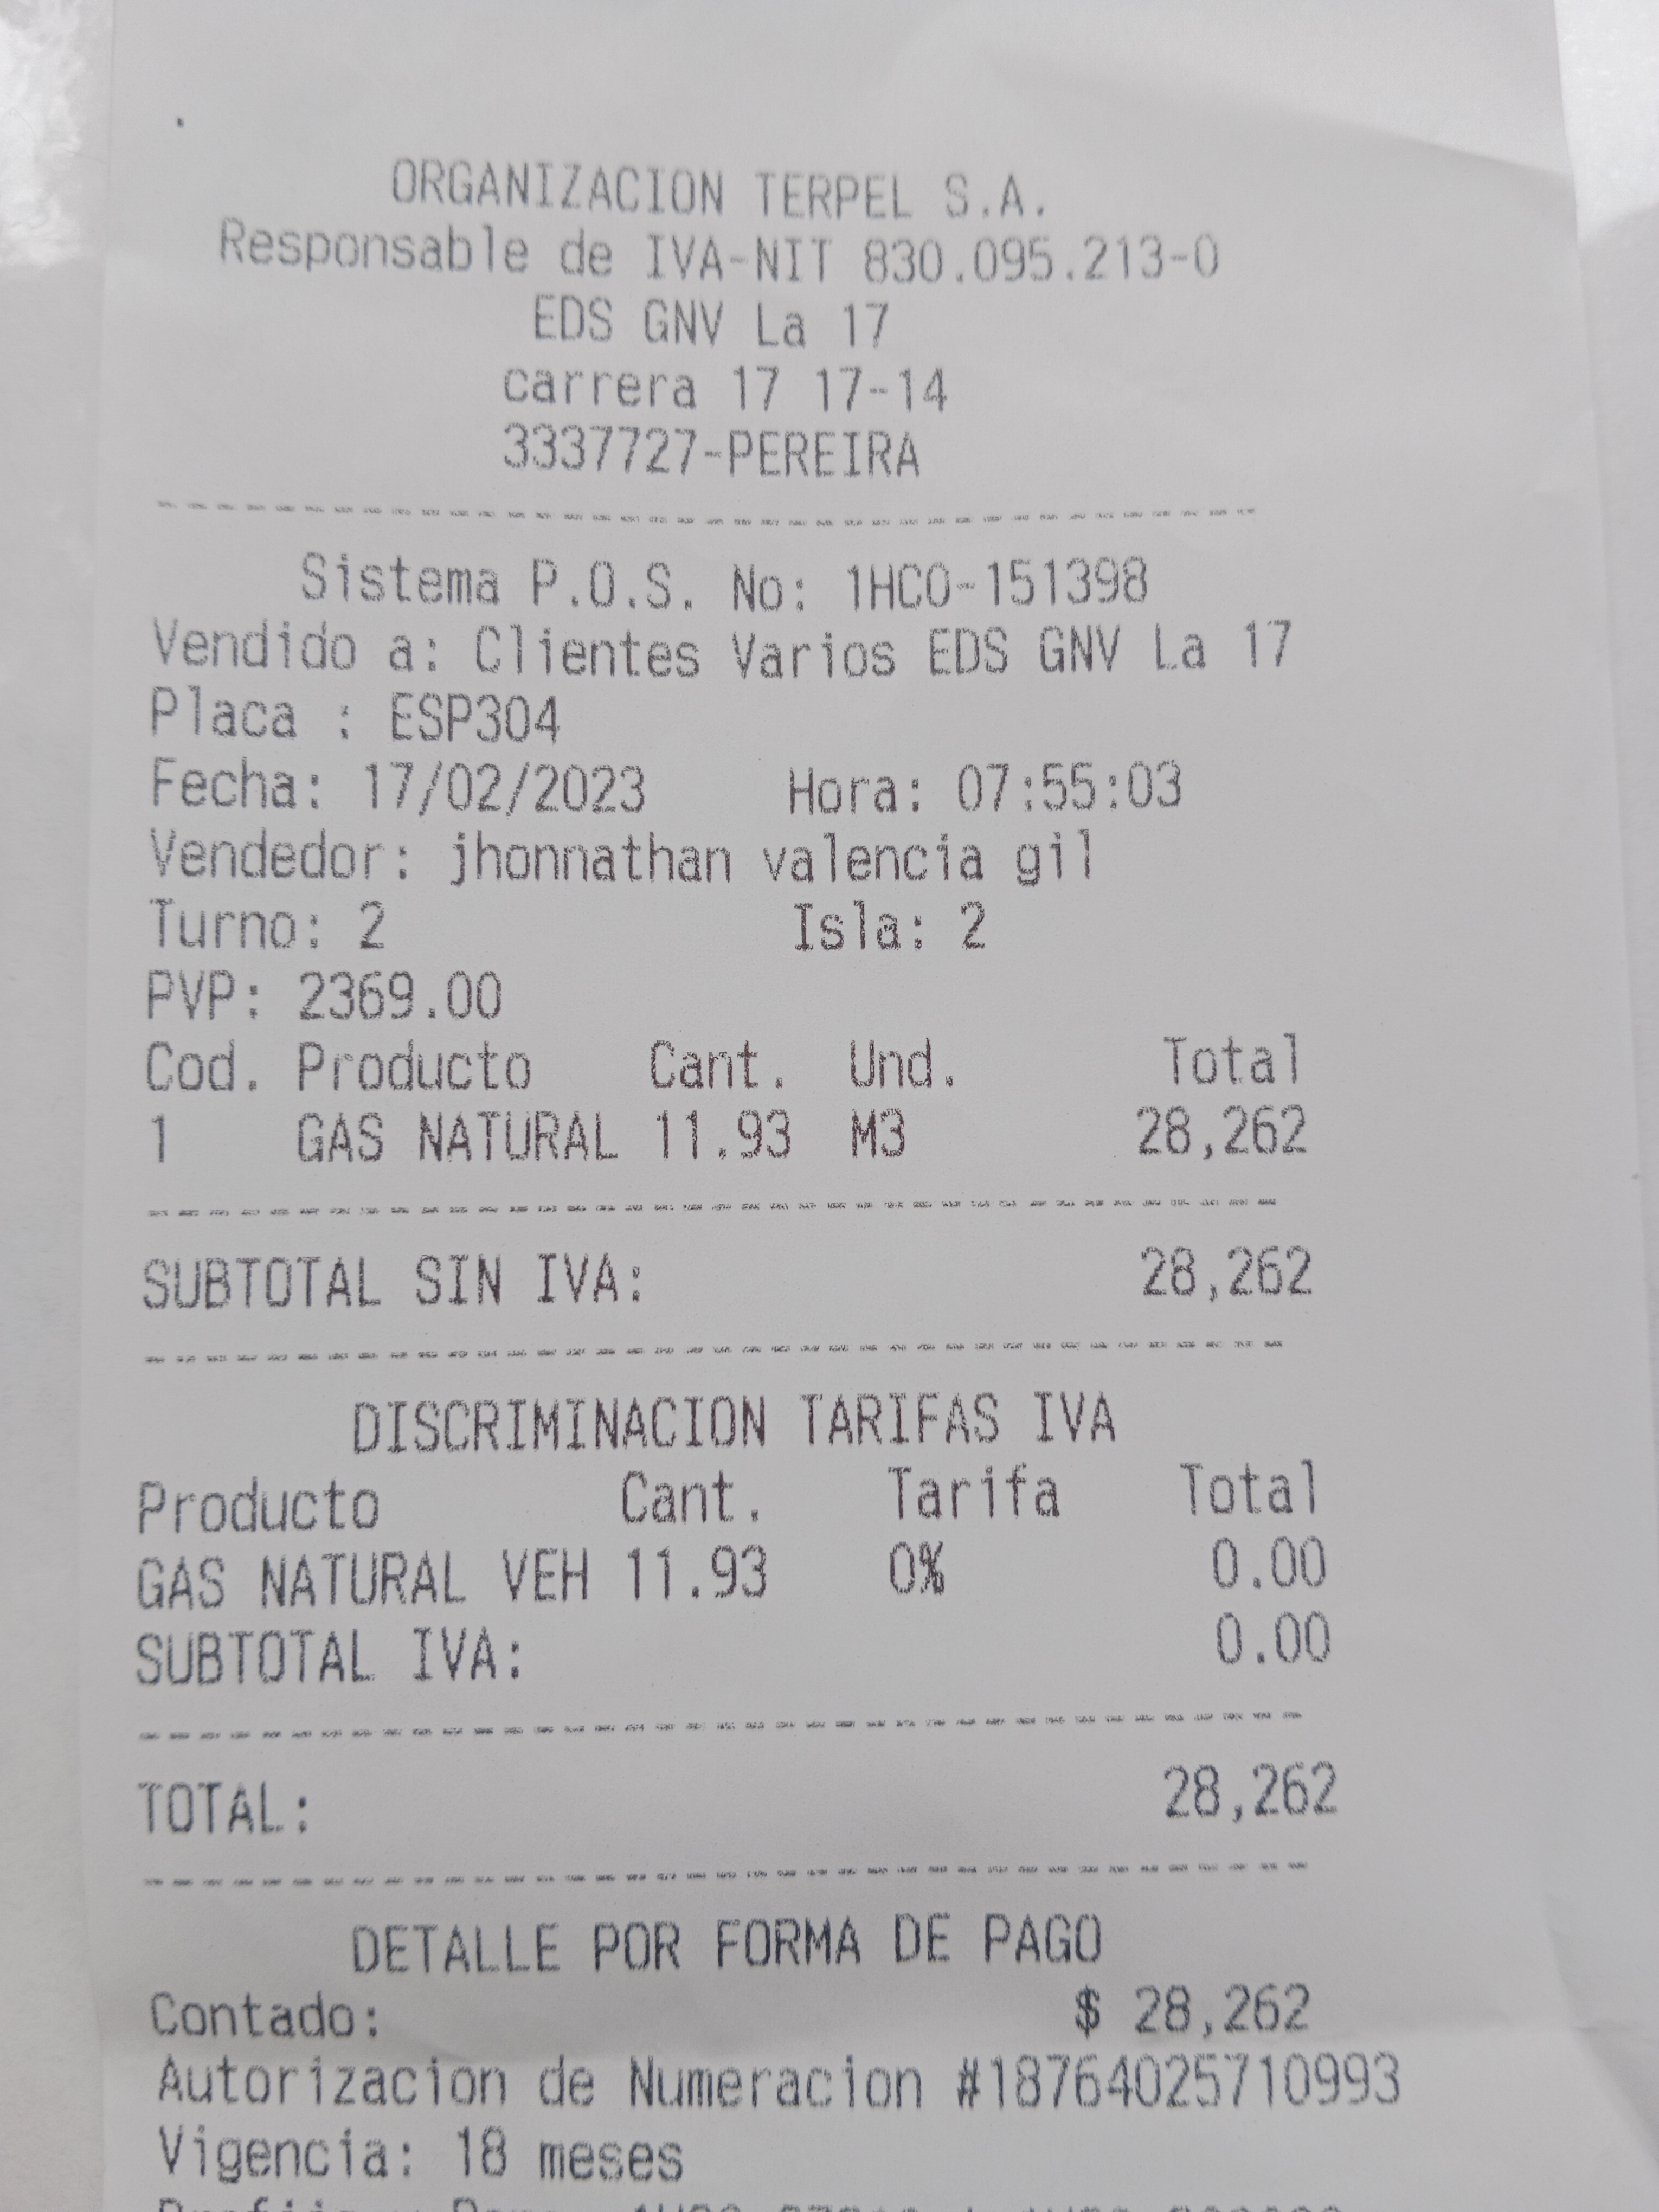 ORGANIZACION TERPEL S.A.
Responsable de IVA-NIT 830.095.213-0
EDS GNV La 17
carrera 17 17-14
3337727-PEREIRA
Sistema P.O.S. No: 1HCO-151398
Vendido a: Clientes Varios EDS GNV La 17
Placa : ESP304
Fecha: 17/02/2023 Hora: 07:55:03
Vendedor: jhonnathan valencia gil
Turno: 2 Isla: 2
PVP: 2369.00
Cod. Producto Cant. Und. Total
1 GAS NATURAL 11.93 M3 28,262
SUBTOTAL SIN IVA: 28,262
DISCRIMINACION TARIFAS IVA
Producto Cant. Tarifa Total
GAS NATURAL VEH 11.93 0% 0.00
SUBTOTAL IVA: 0.00
TOTAL: 28,262
DETALLE POR FORMA DE PAGO
Contado: $ 28,262
Autorizacion de Numeracion #18764025710993
Vigencia: 18 meses